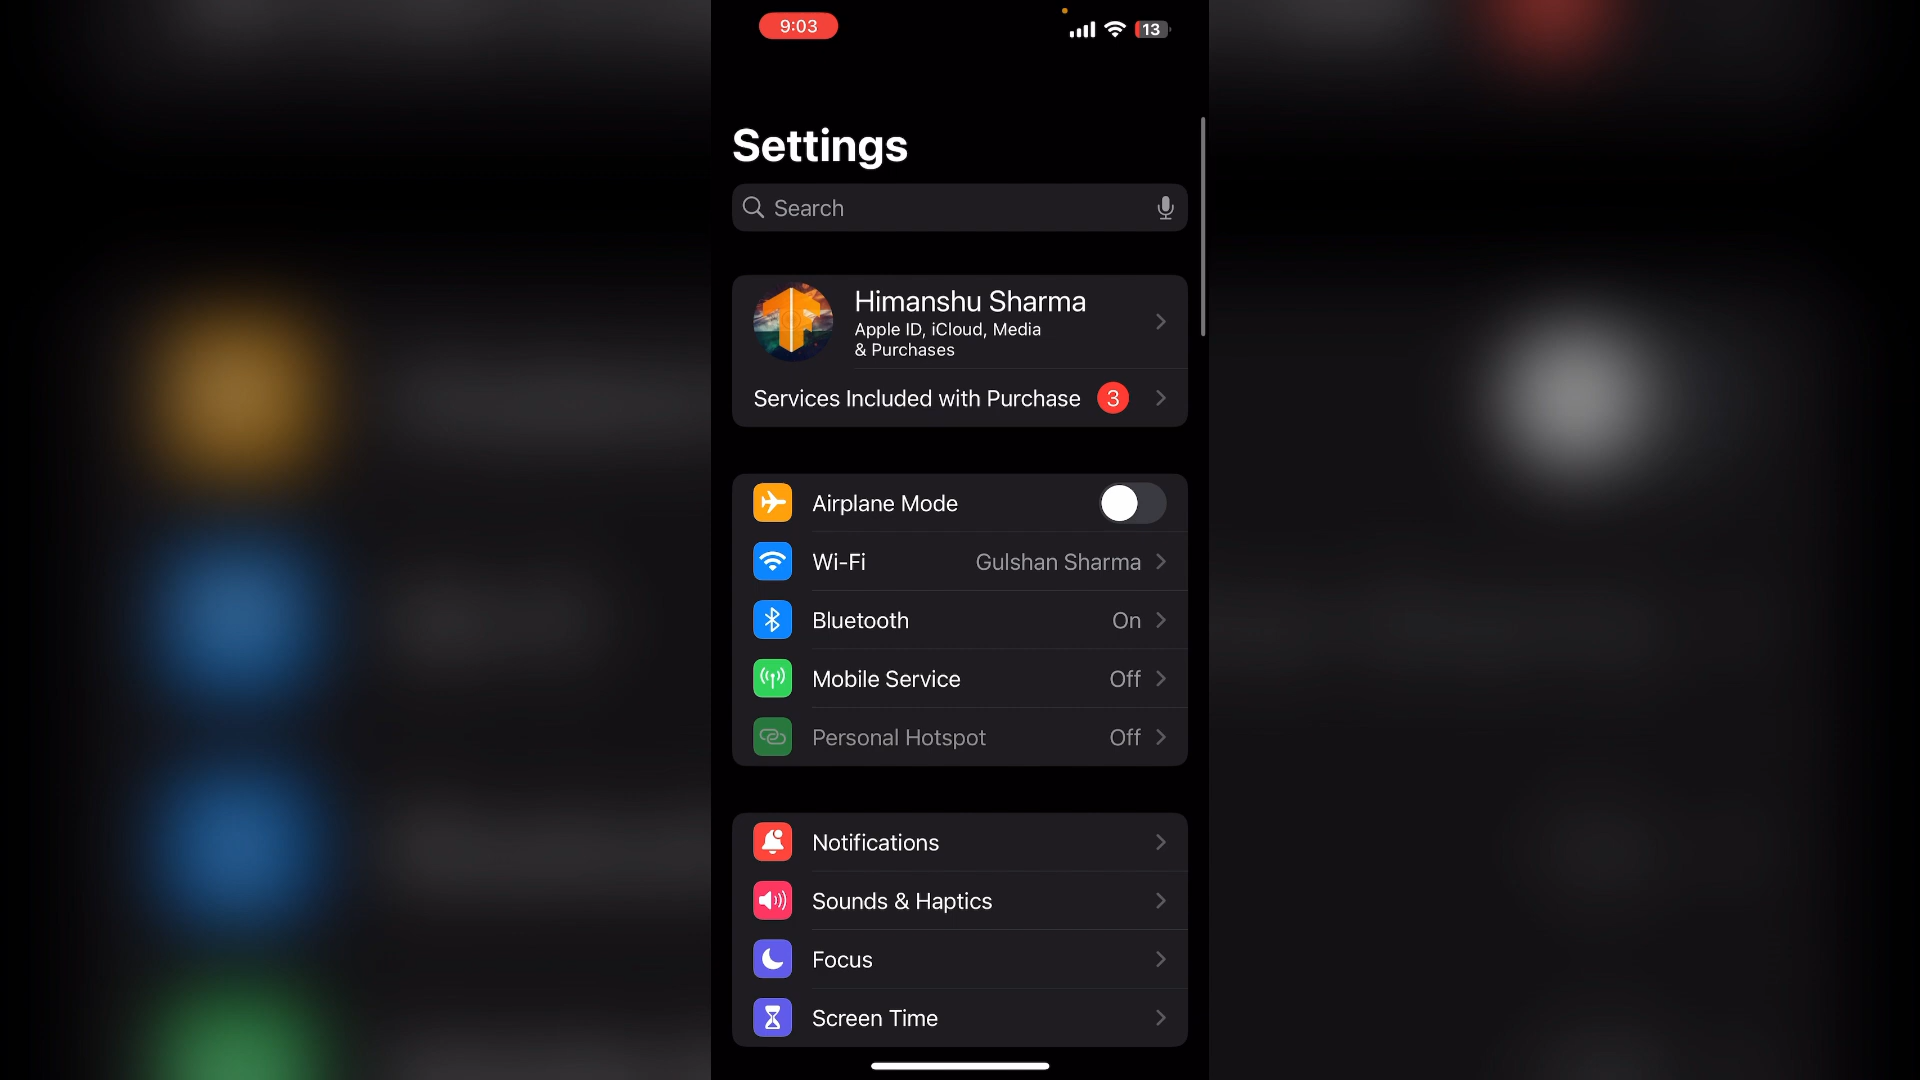 9:03
13
Settings
Search
Himanshu Sharma
Apple ID, iCloud, Media
& Purchases
Services Included with Purchase 3
Airplane Mode
Wi-Fi Gulshan Sharma
Bluetooth On
Mobile Service Off
Personal Hotspot Off
Notifications
Sounds & Haptics
Focus
Screen Time